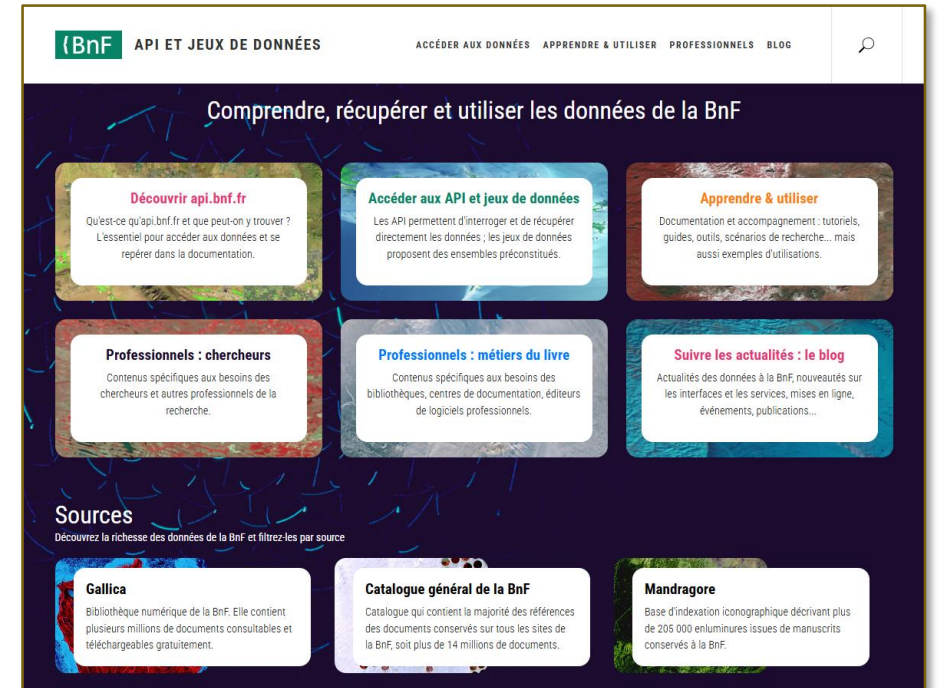 {BnF API ET JEUX DE DONNÉES
ACCÉDER AUX DONNÉES APPRENDRE & UTILISER PROFESSIONNELS BLOG
Comprendre, récupérer et utiliser les données de la BnF
Découvrir api.bnf.fr
Qu'est-ce qu'api.bnf.fr et que peut-on y trouver ?
L'essentiel pour accéder aux données et se
repérer dans la documentation.
Accéder aux API et jeux de données
Les API permettent d'interroger et de récupérer
directement les données ; les jeux de données
proposent des ensembles préconstitués.
Apprendre & utiliser
Documentation et accompagnement : tutoriels,
guides, outils, scénarios de recherche... mais
aussi exemples d'utilisations.
Professionnels : chercheurs
Contenus spécifiques aux besoins des
chercheurs et autres professionnels de la
recherche.
Professionnels : métiers du livre
Contenus spécifiques aux besoins des
bibliothèques, centres de documentation, éditeurs
de logiciels professionnels.
Suivre les actualités : le blog
Actualités des données à la BnF, nouveautés sur
les interfaces et les services, mises en ligne,
événements, publications...
Sources
Découvrez la richesse des données de la BnF et filtrez-les par source
Gallica
Bibliothèque numérique de la BnF. Elle contient
plusieurs millions de documents consultables et
téléchargeables gratuitement.
Catalogue général de la BnF
Catalogue qui contient la majorité des références
des documents conservés sur tous les sites de
la BnF, soit plus de 14 millions de documents.
Mandragore
Base d'indexation iconographique décrivant plus
de 205 000 enluminures issues de manuscrits
conservés à la BnF.